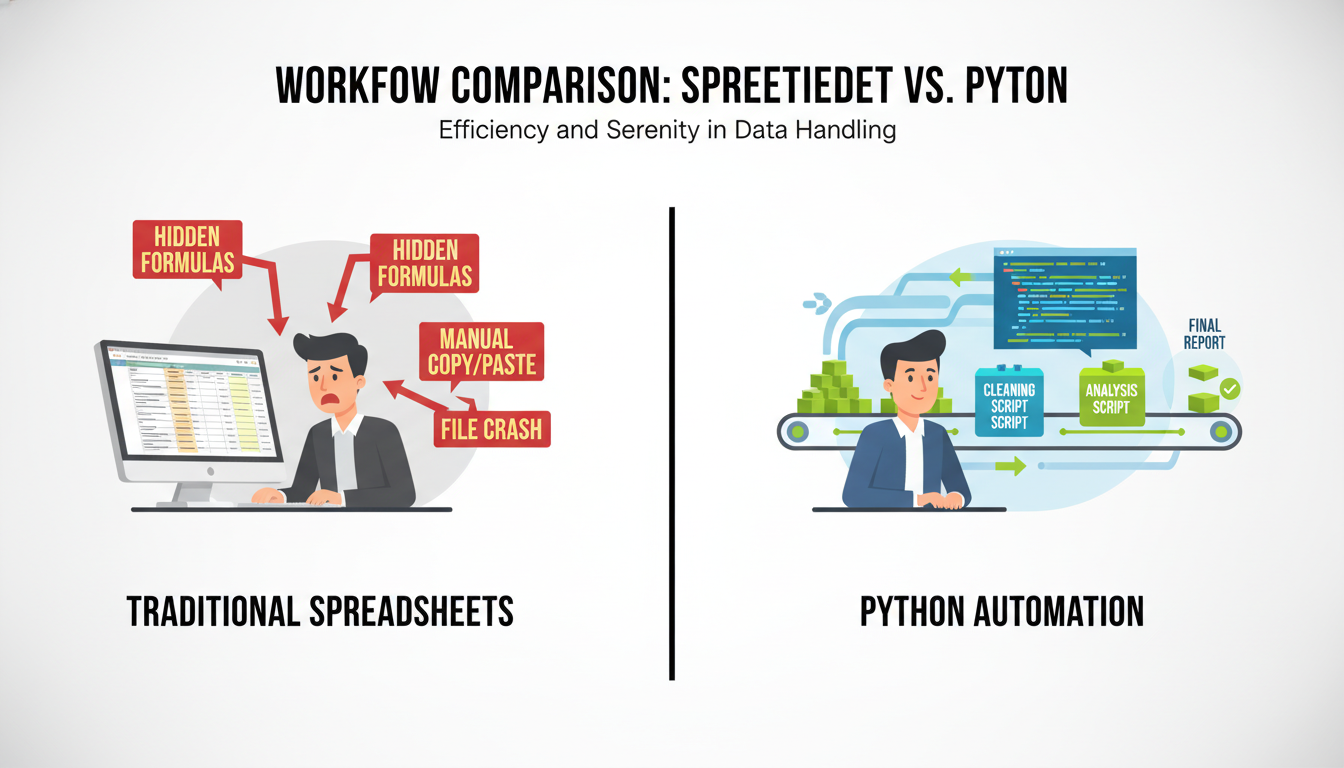 WORKFOW COMPARISON: SPREETIEDET VS. PYTON
Efficiency and Serenity in Data Handling
HIDDEN
FORMULAS
HIDDEN
FORMULAS
MANUAL
COPY/PASTE
FILE CRASH
TRADITIONAL SPREADSHEETS
CLEANING
SCRIPT
SCRIPT
ANALYSIS
SCRIPT
FINAL
REPORT
PYTHON AUTOMATION